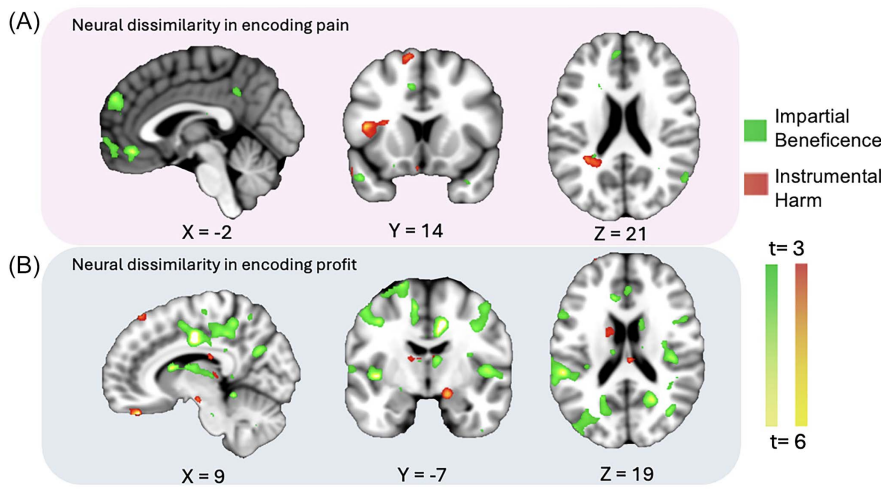 (A)
Neural dissimilarity in encoding pain
X = -2
Y = 14
Z = 21
Impartial
Beneficence
Instrumental
Harm
(B)
Neural dissimilarity in encoding profit
X = 9
Y = -7
Z = 19
t= 3
t= 6